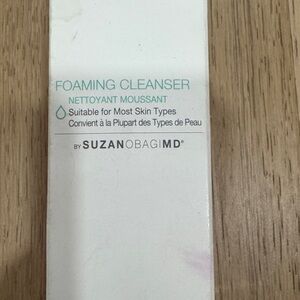 FOAMING CLEANSER
NETTOYANT MOUSSANT
Suitable for Most Skin Types
Convient à la Plupart des Types de Peau
BY SUZANOBAGIMD®